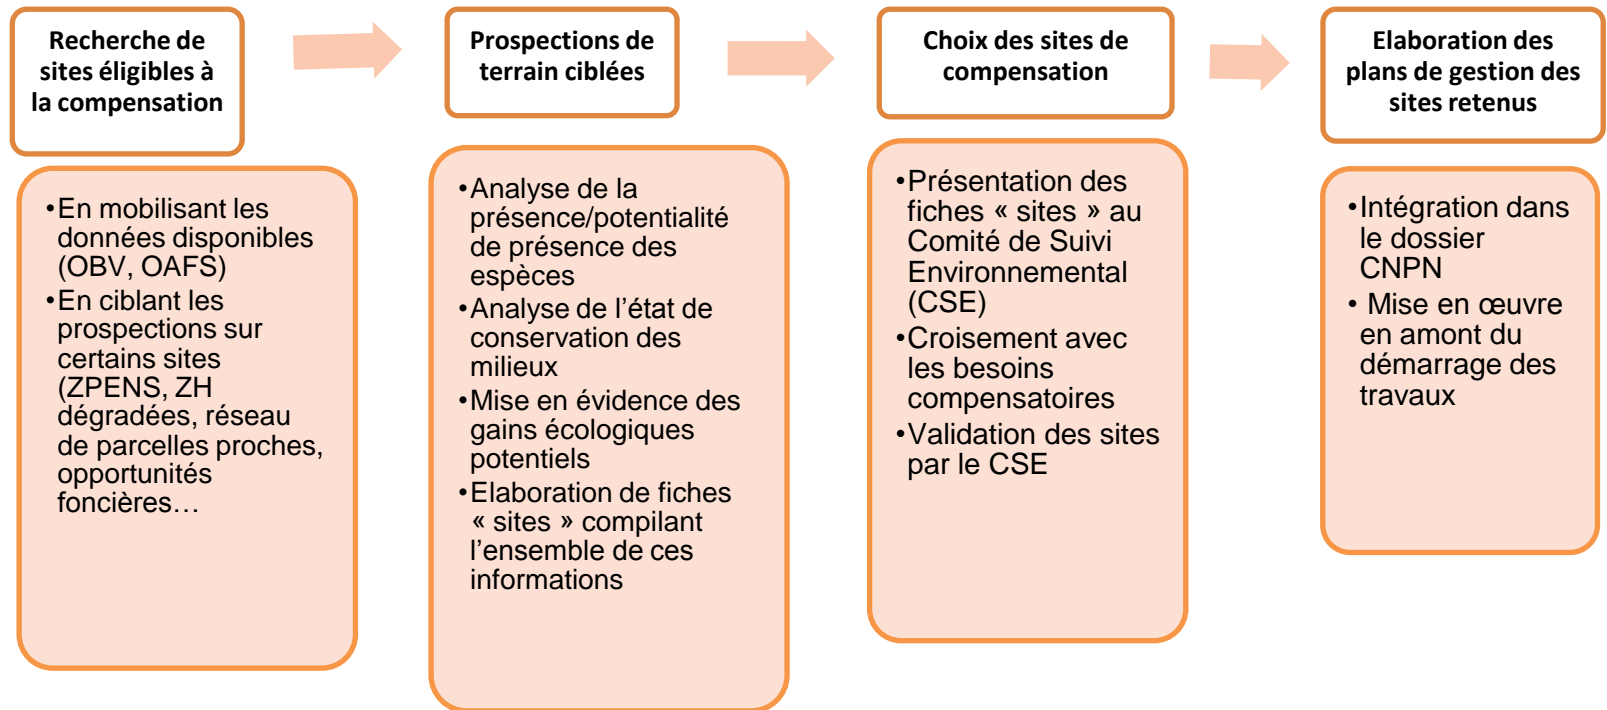 Recherche de
sites éligibles à
la compensation
•En mobilisant les
données disponibles
(OBV, OAFS)
•En ciblant les
prospections sur
certains sites
(ZPENS, ZH
dégradées, réseau
de parcelles proches,
opportunités
foncières…
Prospections de
terrain ciblées
•Analyse de la
présence/potentialité
de présence des
espèces
•Analyse de l’état de
conservation des
milieux
•Mise en évidence des
gains écologiques
potentiels
•Elaboration de fiches
« sites » compilant
l’ensemble de ces
informations
Choix des sites de
compensation
•Présentation des
fiches « sites » au
Comité de Suivi
Environnemental
(CSE)
•Croisement avec
les besoins
compensatoires
•Validation des sites
par le CSE
Elaboration des
plans de gestion des
sites retenus
•Intégration dans
le dossier
CNPN
• Mise en œuvre
en amont du
démarrage des
travaux